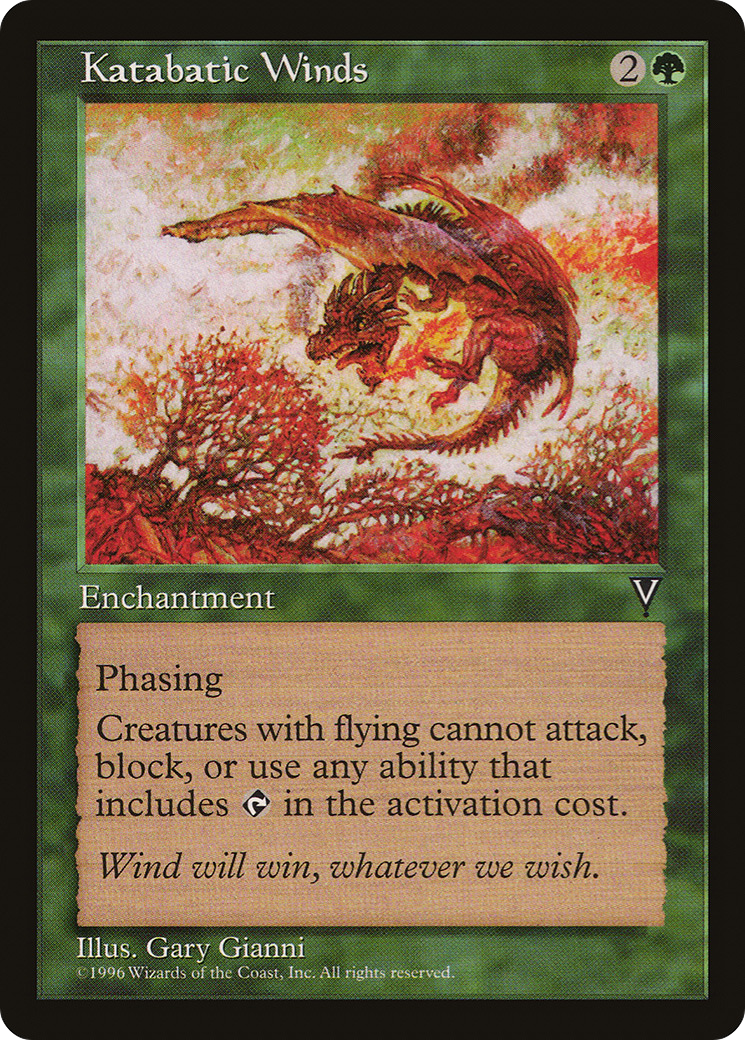 Katabatic Winds 2
Enchantment V
Phasing
Creatures with flying cannot attack,
block, or use any ability that
includes in the activation cost.
Wind will win, whatever we wish.
Illus. Gary Gianni
©1996 Wizards of the Coast, Inc. All rights reserved.